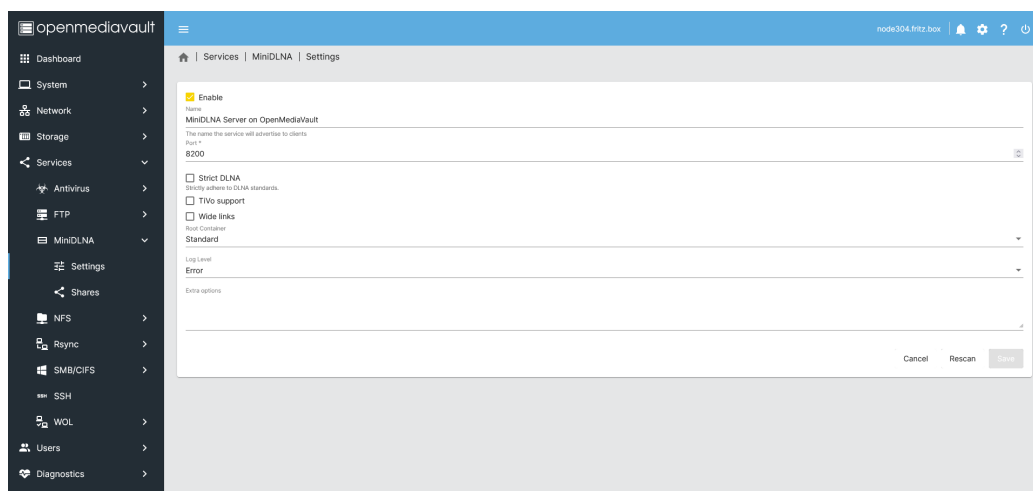 openmediavault
node304.fritz.box
Dashboard
System
Network
Storage
Services
Antivirus
FTP
MiniDLNA
Settings
Shares
NFS
Rsync
SMB/CIFS
SSH SSH
WOL
Users
Diagnostics
| Services | MiniDLNA | Settings
Enable
Name
MiniDLNA Server on OpenMediaVault
The name the service will advertise to clients
Port *
8200
Strict DLNA
Strictly adhere to DLNA standards.
TiVo support
Wide links
Root Container
Standard
Log Level
Error
Extra options
Cancel Rescan Save